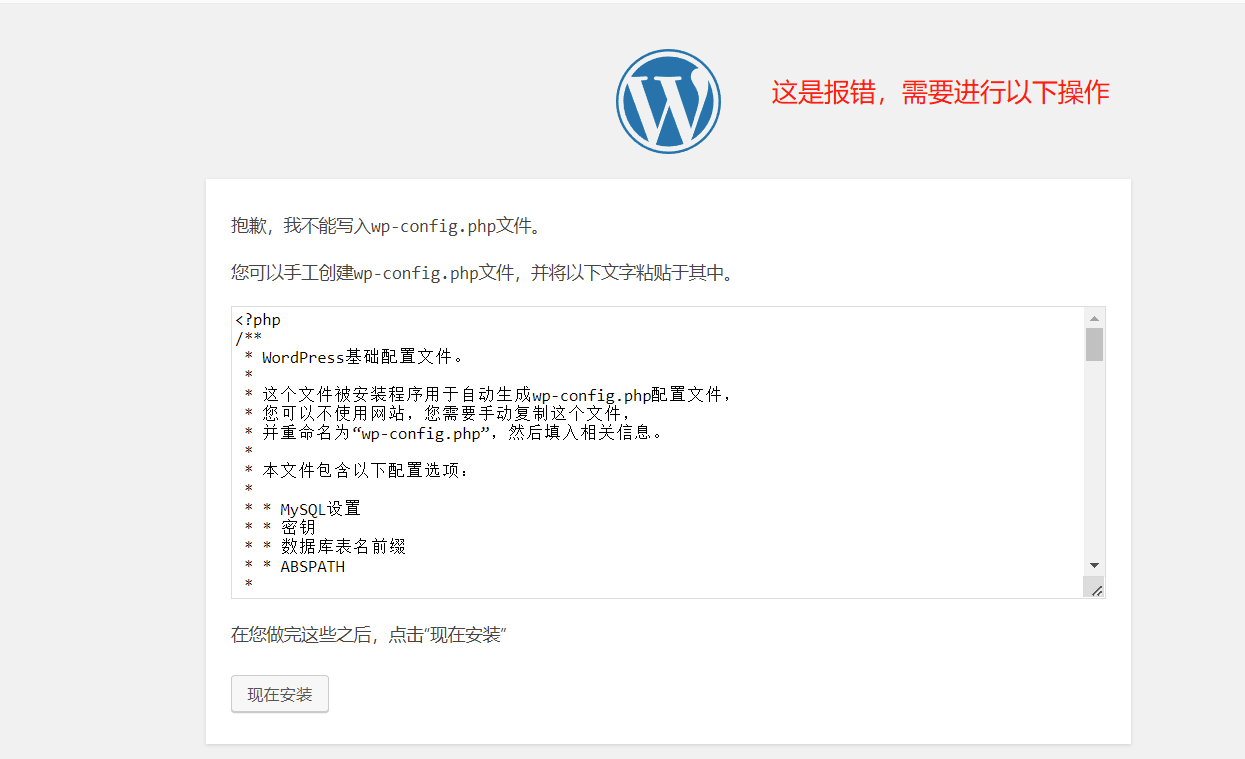 这是报错，需要进行以下操作
抱歉，我不能写入wp-config.php文件。
您可以手工创建wp-config.php文件，并将以下文字粘贴于其中。
<?php
/**
 * WordPress基础配置文件。
 *
 * 这个文件被安装程序用于自动生成wp-config.php配置文件，
 * 您可以不使用网站，您需要手动复制这个文件，
 * 并重命名为“wp-config.php”，然后填入相关信息。
 *
 * 本文件包含以下配置选项：
 *
 * * MySQL设置
 * * 密钥
 * * 数据库表名前缀
 * * ABSPATH
 *
在您做完这些之后，点击“现在安装”
现在安装